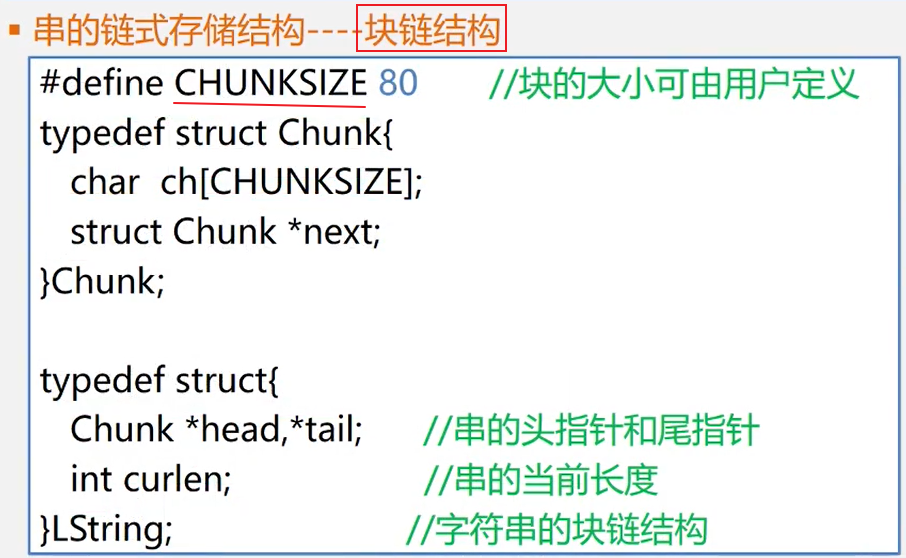 ▪ 串的链式存储结构----块链结构
#define CHUNKSIZE 80 //块的大小可由用户定义
typedef struct Chunk{
char ch[CHUNKSIZE];
struct Chunk *next;
}Chunk;
typedef struct{
Chunk *head,*tail; //串的头指针和尾指针
int curlen; //串的当前长度
}LString; //字符串的块链结构